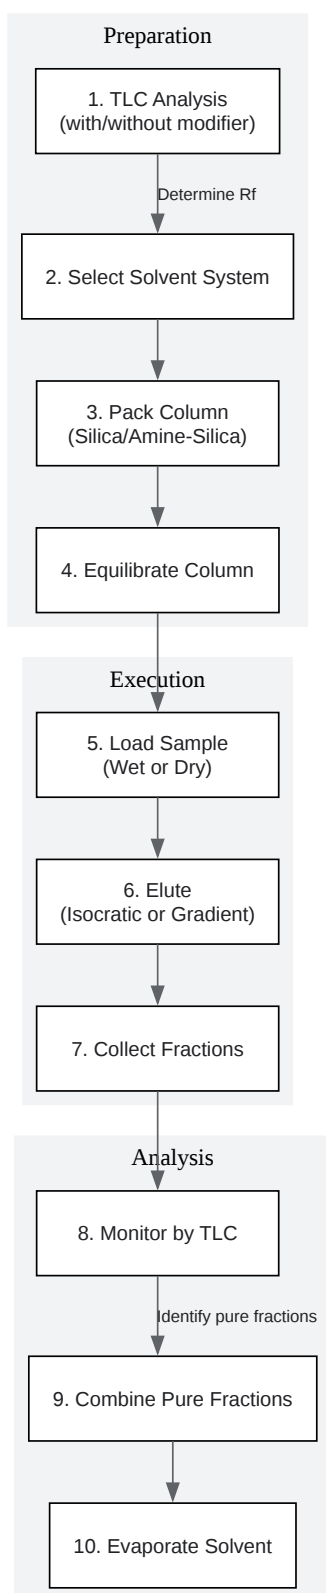 Preparation
1. TLC Analysis
(with/without modifier)
Determine Rf
2. Select Solvent System
3. Pack Column
(Silica/Amine-Silica)
4. Equilibrate Column
Execution
5. Load Sample
(Wet or Dry)
6. Elute
(Isocratic or Gradient)
7. Collect Fractions
Analysis
8. Monitor by TLC
Identify pure fractions
9. Combine Pure Fractions
10. Evaporate Solvent